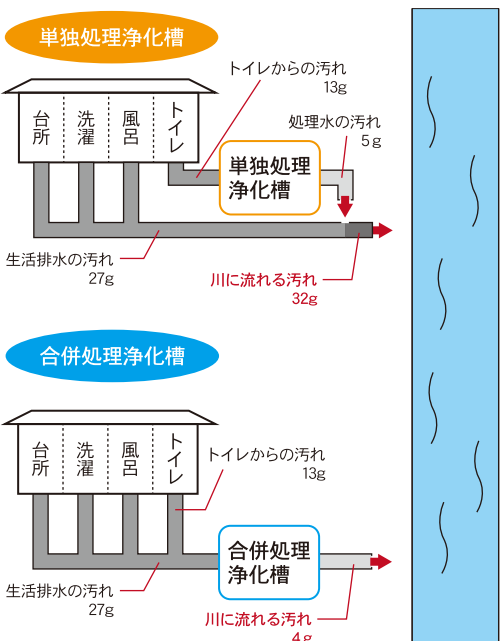 単独処理浄化槽
トイレからの汚れ
13g
処理水の汚れ
5g
台所
洗濯
風呂
トイレ
単独処理
浄化槽
生活排水の汚れ
27g
川に流れる汚れ
32g
合併処理浄化槽
台所
洗濯
風呂
トイレ
トイレからの汚れ
13g
合併処理
浄化槽
生活排水の汚れ
27g
川に流れる汚れ
4g